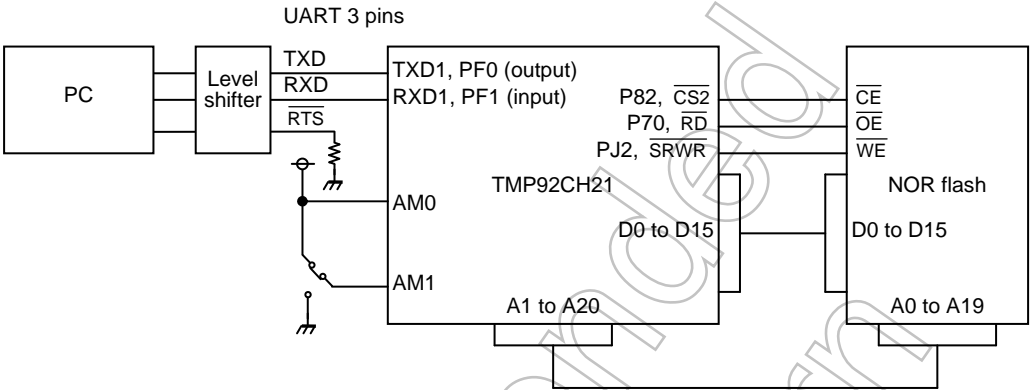 UART 3 pins
PC
Level
shifter
TXD
RXD
RTS
TXD1, PF0 (output)
RXD1, PF1 (input)
AM0
AM1
TMP92CH21
P82, CS2
P70, RD
PJ2, SRWR
D0 to D15
A1 to A20
CE
OE
WE
NOR flash
D0 to D15
A0 to A19